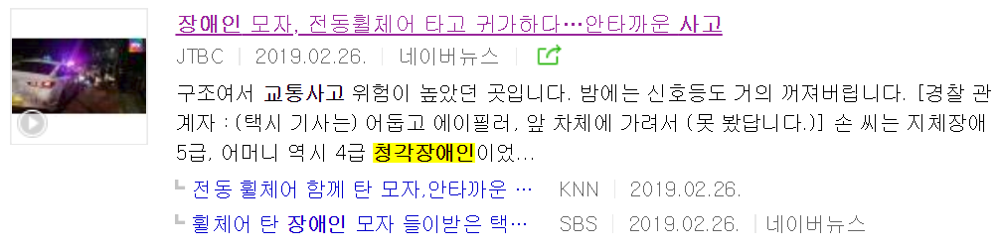 장애인 모자, 전동휠체어 타고 귀가하다…안타까운 사고
JTBC | 2019.02.26. | 네이버뉴스 |
구조여서 교통사고 위험이 높았던 곳입니다. 밤에는 신호등도 거의 꺼져버립니다. [경찰 관
계자 : (택시 기사는) 어둡고 에이필러, 앞 차체에 가려서 (못 봤답니다.)] 손 씨는 지체장애
5급, 어머니 역시 4급 청각장애인이었...
전동 휠체어 함께 탄 모자,안타까운 … KNN | 2019.02.26.
휠체어 탄 장애인 모자 들이받은 택… SBS | 2019.02.26. | 네이버뉴스